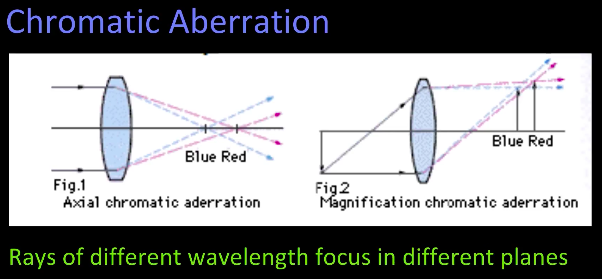 Chromatic Aberration
Blue Red
Fig.1
Axial chromatic aderration
Blue Red
Fig.2
Magnification chromatic aderration
Rays of different wavelength focus in different planes